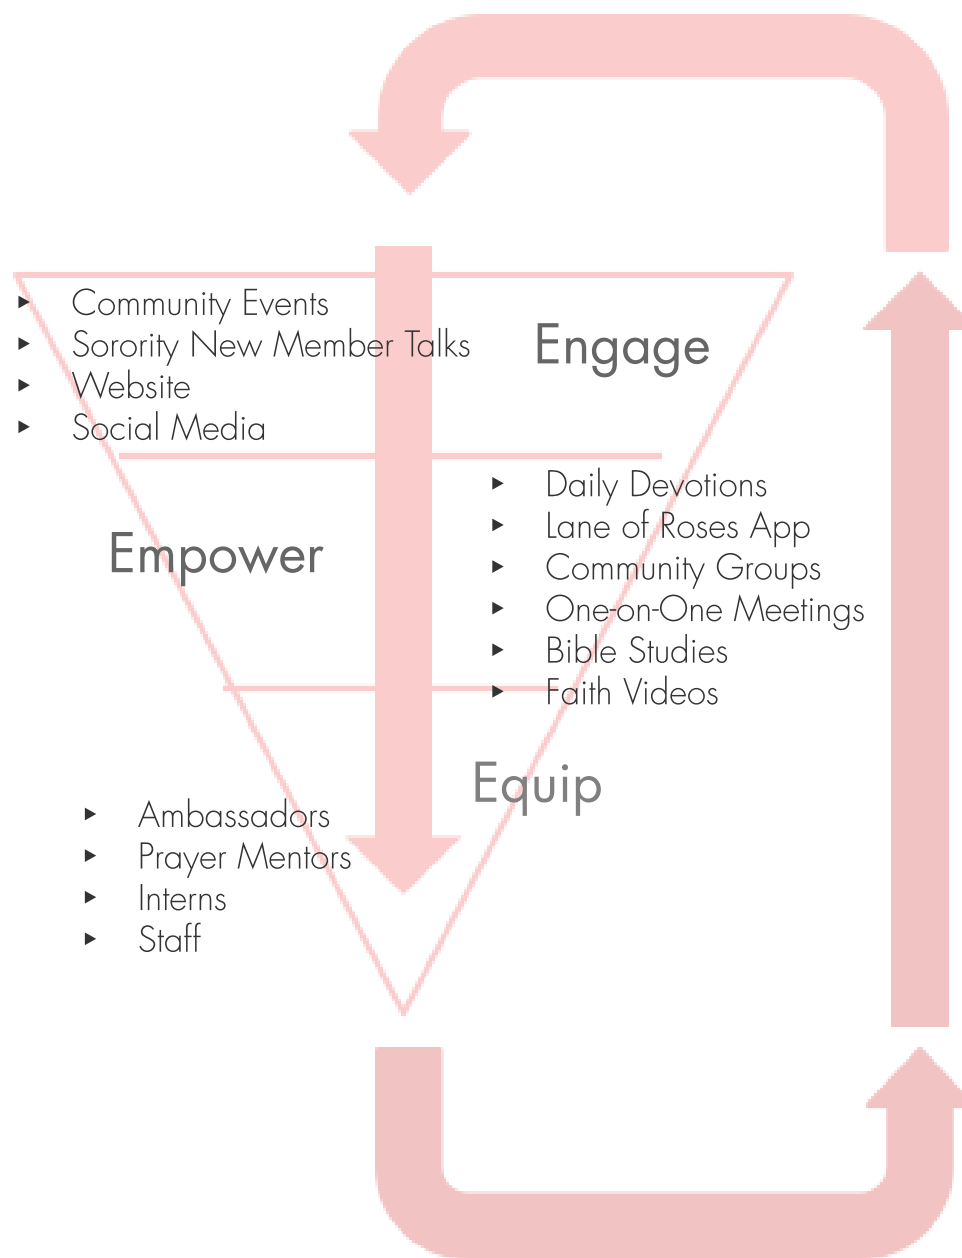 ▸ Community Events
▸ Sorority New Member Talks
▸ Website
▸ Social Media
Engage
Empower
▸ Daily Devotions
▸ Lane of Roses App
▸ Community Groups
▸ One-on-One Meetings
▸ Bible Studies
▸ Faith Videos
Equip
▸ Ambassadors
▸ Prayer Mentors
▸ Interns
▸ Staff